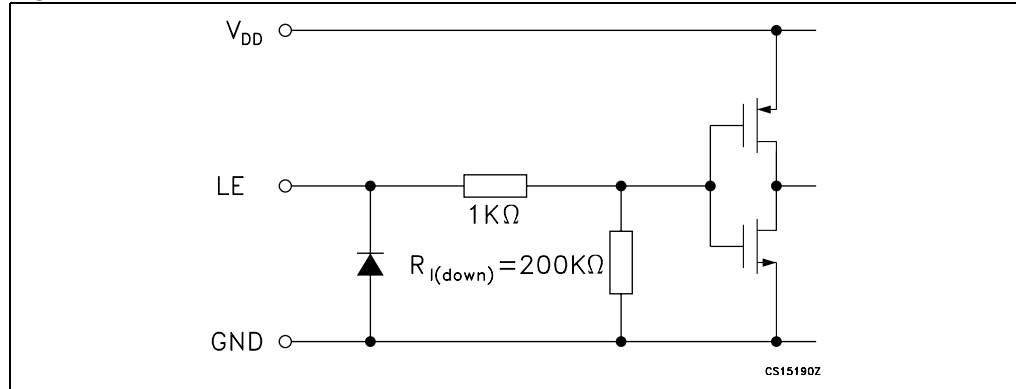 VDD
LE
1KΩ
RI(down)=200KΩ
GND
CS15190Z